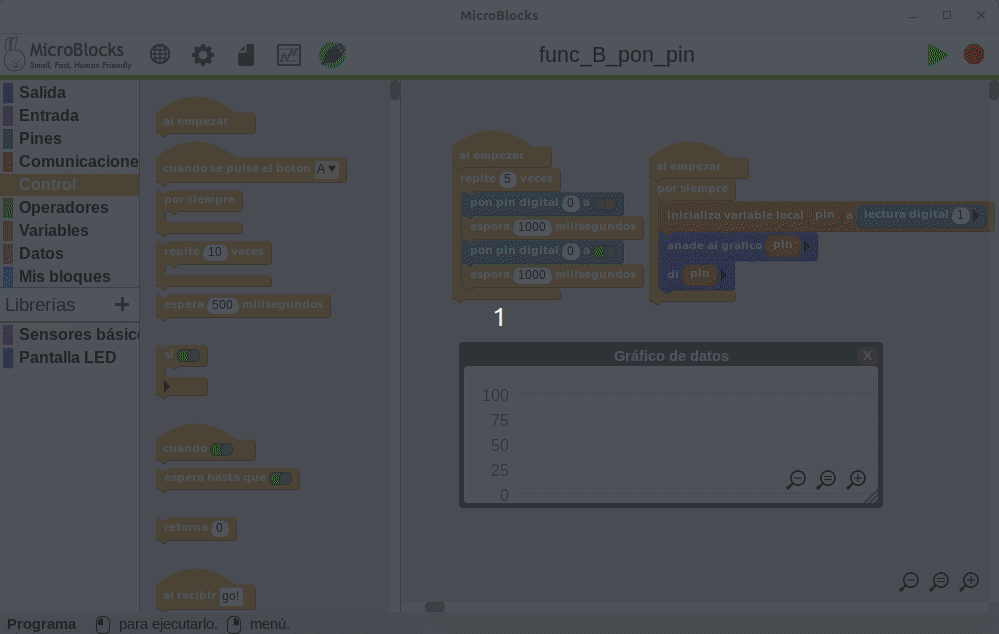 MicroBlocks
MicroBlocks
Small, Fast, Human Friendly
func_B_pon_pin
Salida
Entrada
Pines
Comunicacione
Control
Operadores
Variables
Datos
Mis bloques
Librerías +
Sensores básico
Pantalla LED
al empezar
cuando se pulse el botón A
por siempre
repite 10 veces
espera 500 milisegundos
si
cuando
espera hasta que
retorna 0
al recibir go!
al empezar
repite 5 veces
pon pin digital 0 a
espera 1000 milisegundos
pon pin digital 0 a
espera 1000 milisegundos
al empezar
por siempre
inicializa variable local pin a lectura digital 1
añade al gráfico pin
di pin
1
Gráfico de datos X
100
75
50
25
0
Programa para ejecutarlo. menú.